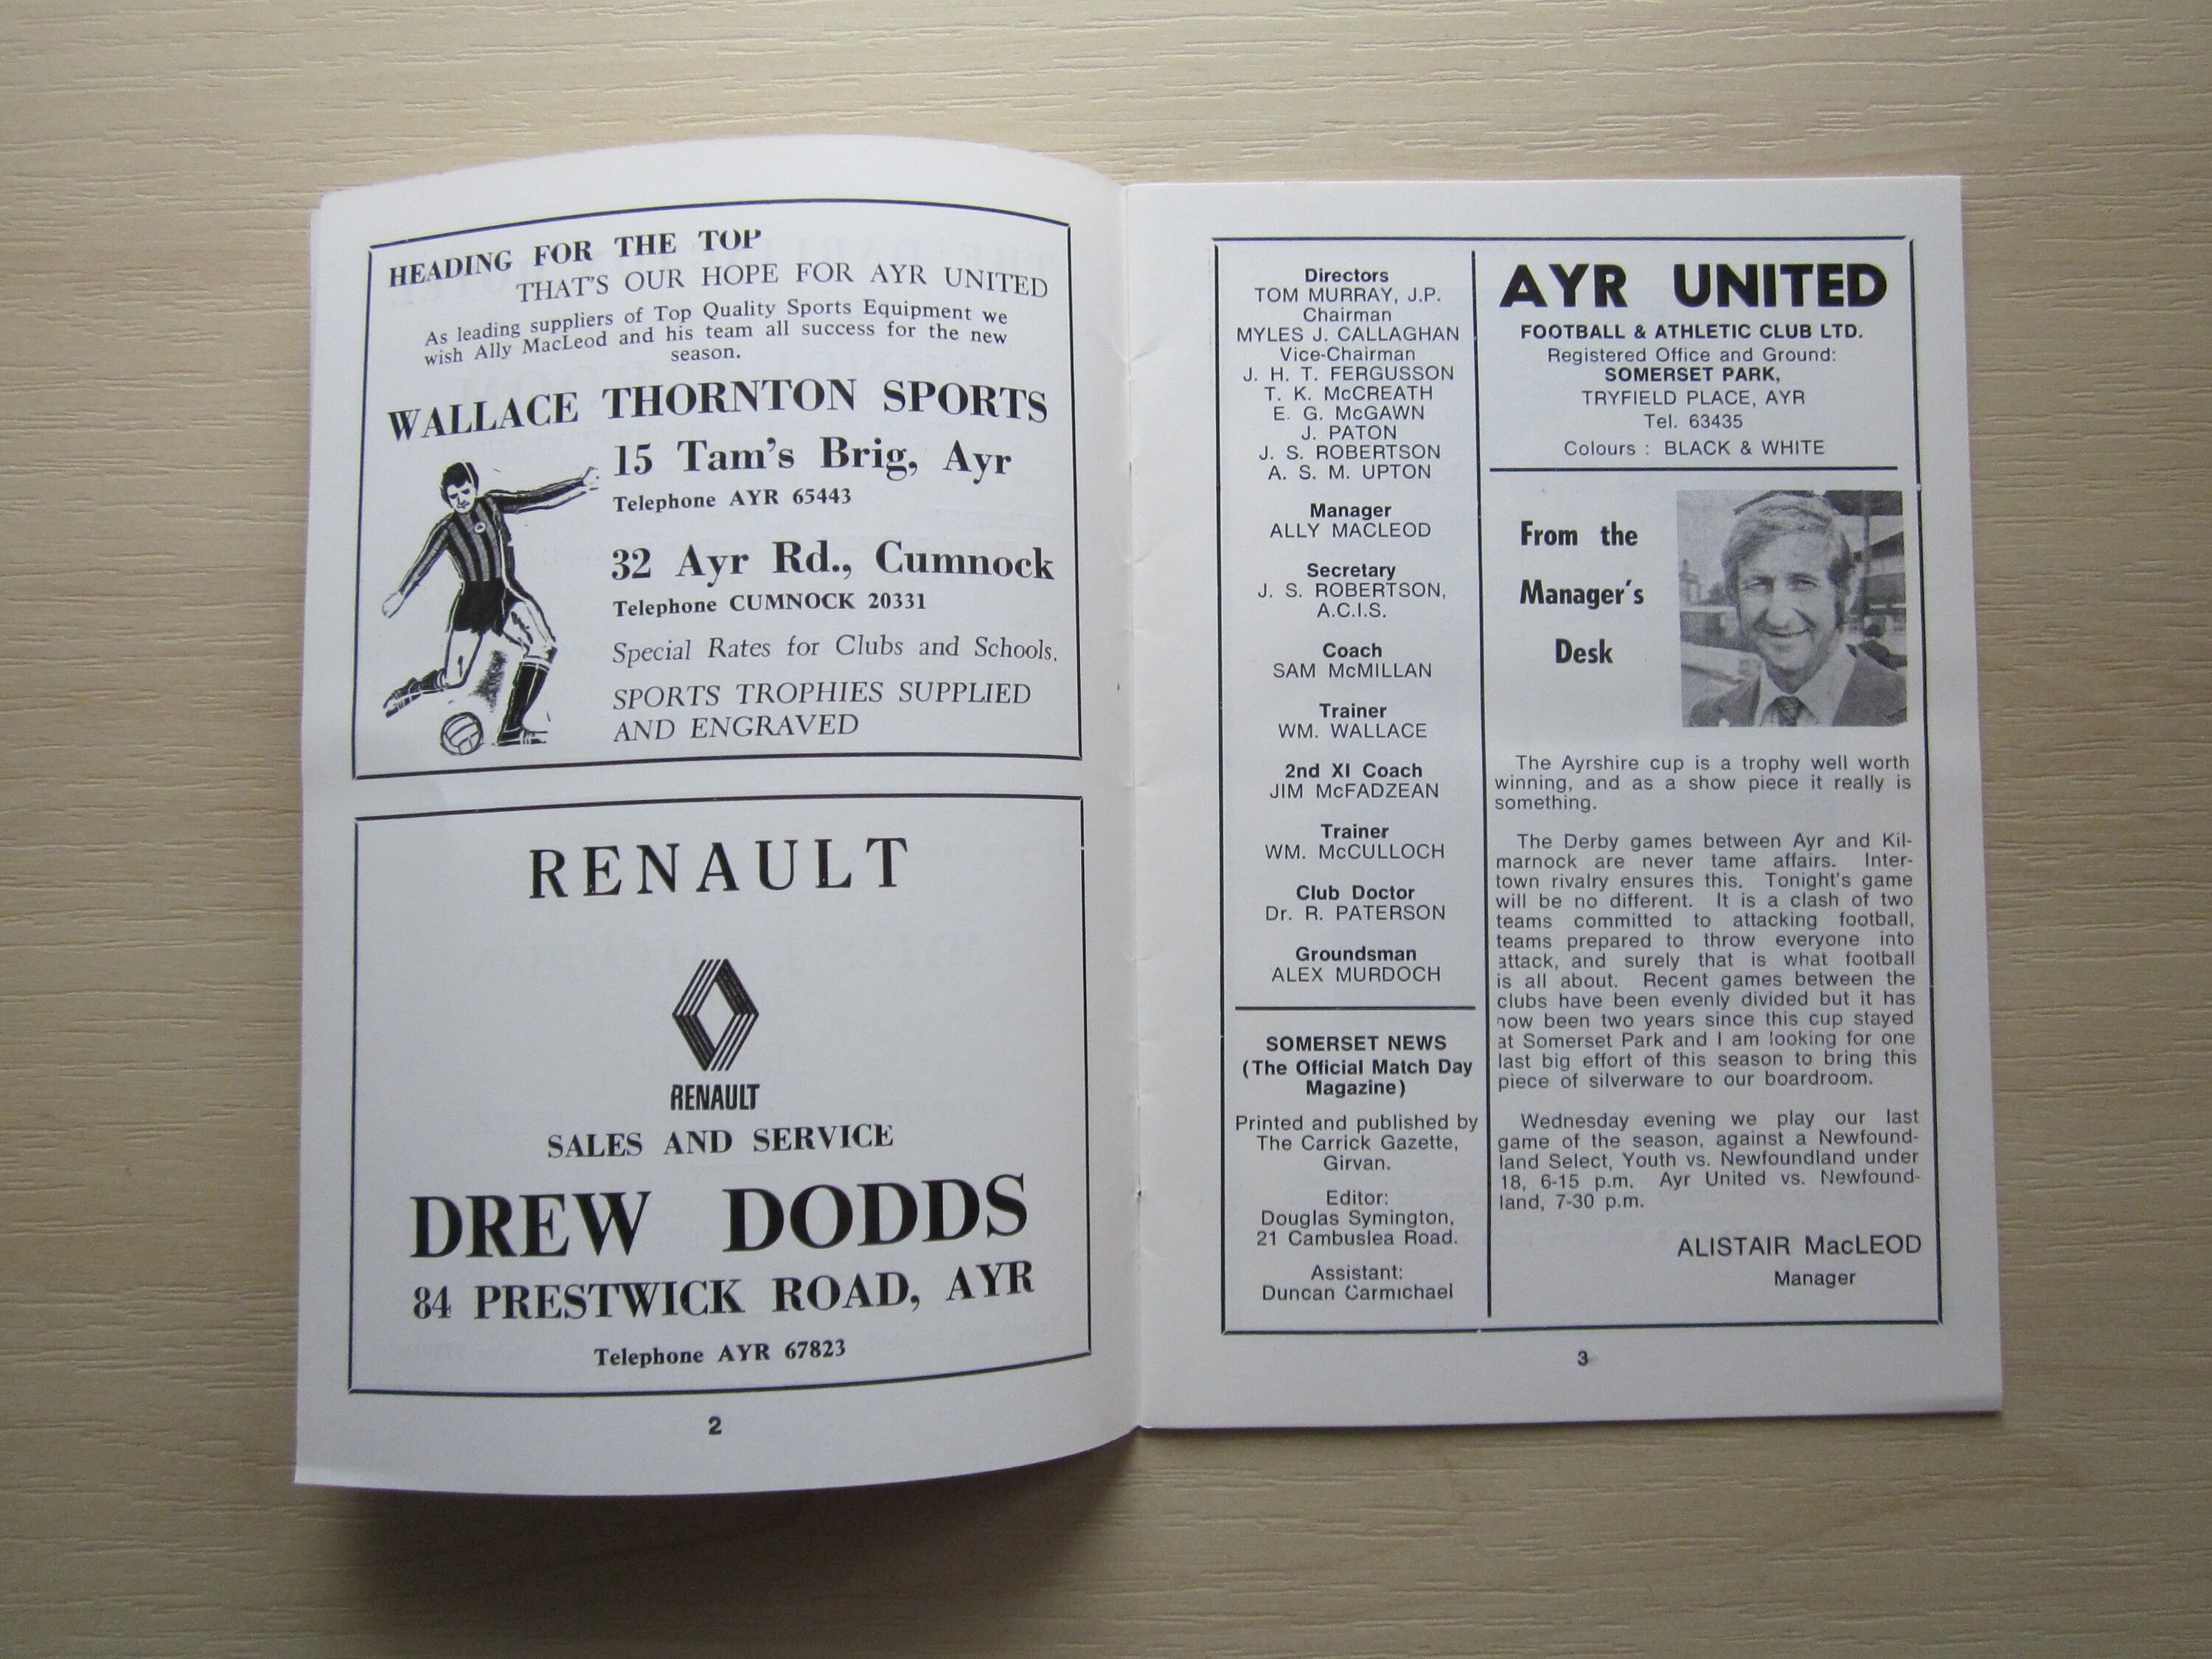 HEADING FOR THE TOP
THAT'S OUR HOPE FOR AYR UNITED
As leading suppliers of Top Quality Sports Equipment we
wish Ally MacLeod and his team all success for the new
season.
WALLACE THORNTON SPORTS
15 Tam's Brig, Ayr
Telephone AYR 65443
32 Ayr Rd., Cumnock
Telephone CUMNOCK 20331
Special Rates for Clubs and Schools.
SPORTS TROPHIES SUPPLIED
AND ENGRAVED
RENAULT
RENAULT
SALES AND SERVICE
DREW DODDS
84 PRESTWICK ROAD, AYR
Telephone AYR 67823
2
Directors
TOM MURRAY, J.P.
Chairman
MYLES J. CALLAGHAN
Vice-Chairman
J. H. T. FERGUSSON
T. K. McCREATH
E. G. McGAWN
J. PATON
J. S. ROBERTSON
A. S. M. UPTON
Manager
ALLY MACLEOD
Secretary
J. S. ROBERTSON,
A.C.I.S.
Coach
SAM McMILLAN
Trainer
WM. WALLACE
2nd XI Coach
JIM McFADZEAN
Trainer
WM. McCULLOCH
Club Doctor
Dr. R. PATERSON
Groundsman
ALEX MURDOCH
SOMERSET NEWS
(The Official Match Day
Magazine)
Printed and published by
The Carrick Gazette,
Girvan.
Editor:
Douglas Symington,
21 Cambuslea Road.
Assistant:
Duncan Carmichael
AYR UNITED
FOOTBALL & ATHLETIC CLUB LTD.
Registered Office and Ground:
SOMERSET PARK,
TRYFIELD PLACE, AYR
Tel. 63435
Colours : BLACK & WHITE
From the
Manager's
Desk
The Ayrshire cup is a trophy well worth
winning, and as a show piece it really is
something.
The Derby games between Ayr and Kil-
marnock are never tame affairs. Inter-
town rivalry ensures this. Tonight's game
will be no different. It is a clash of two
teams committed to attacking football,
teams prepared to throw everyone into
attack, and surely that is what football
is all about. Recent games between the
clubs have been evenly divided but it has
now been two years since this cup stayed
at Somerset Park and I am looking for one
last big effort of this season to bring this
piece of silverware to our boardroom.
Wednesday evening we play our last
game of the season, against a Newfound-
land Select, Youth vs. Newfoundland under
18, 6-15 p.m. Ayr United vs. Newfound-
land, 7-30 p.m.
ALISTAIR MacLEOD
Manager
3